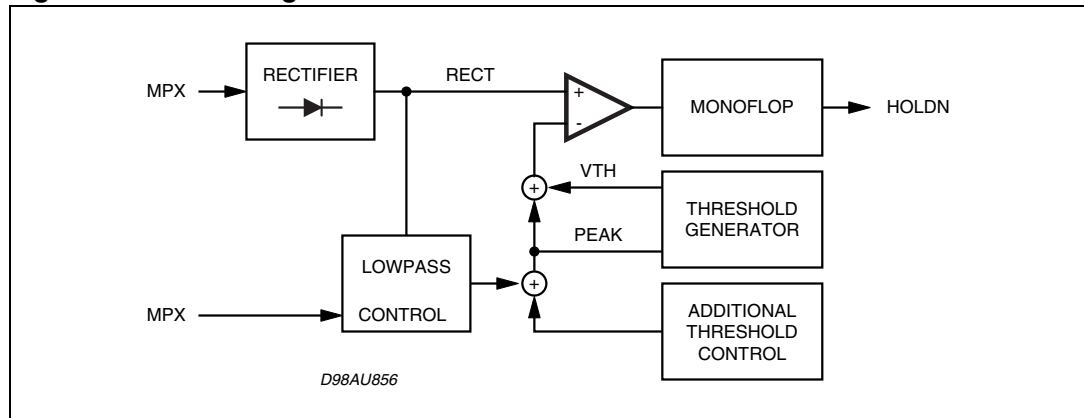 MPX
RECTIFIER
RECT
+
-
MONOFLOP
HOLDN
+
VTH
THRESHOLD
GENERATOR
PEAK
LOWPASS
CONTROL
+
MPX
ADDITIONAL
THRESHOLD
CONTROL
D98AU856